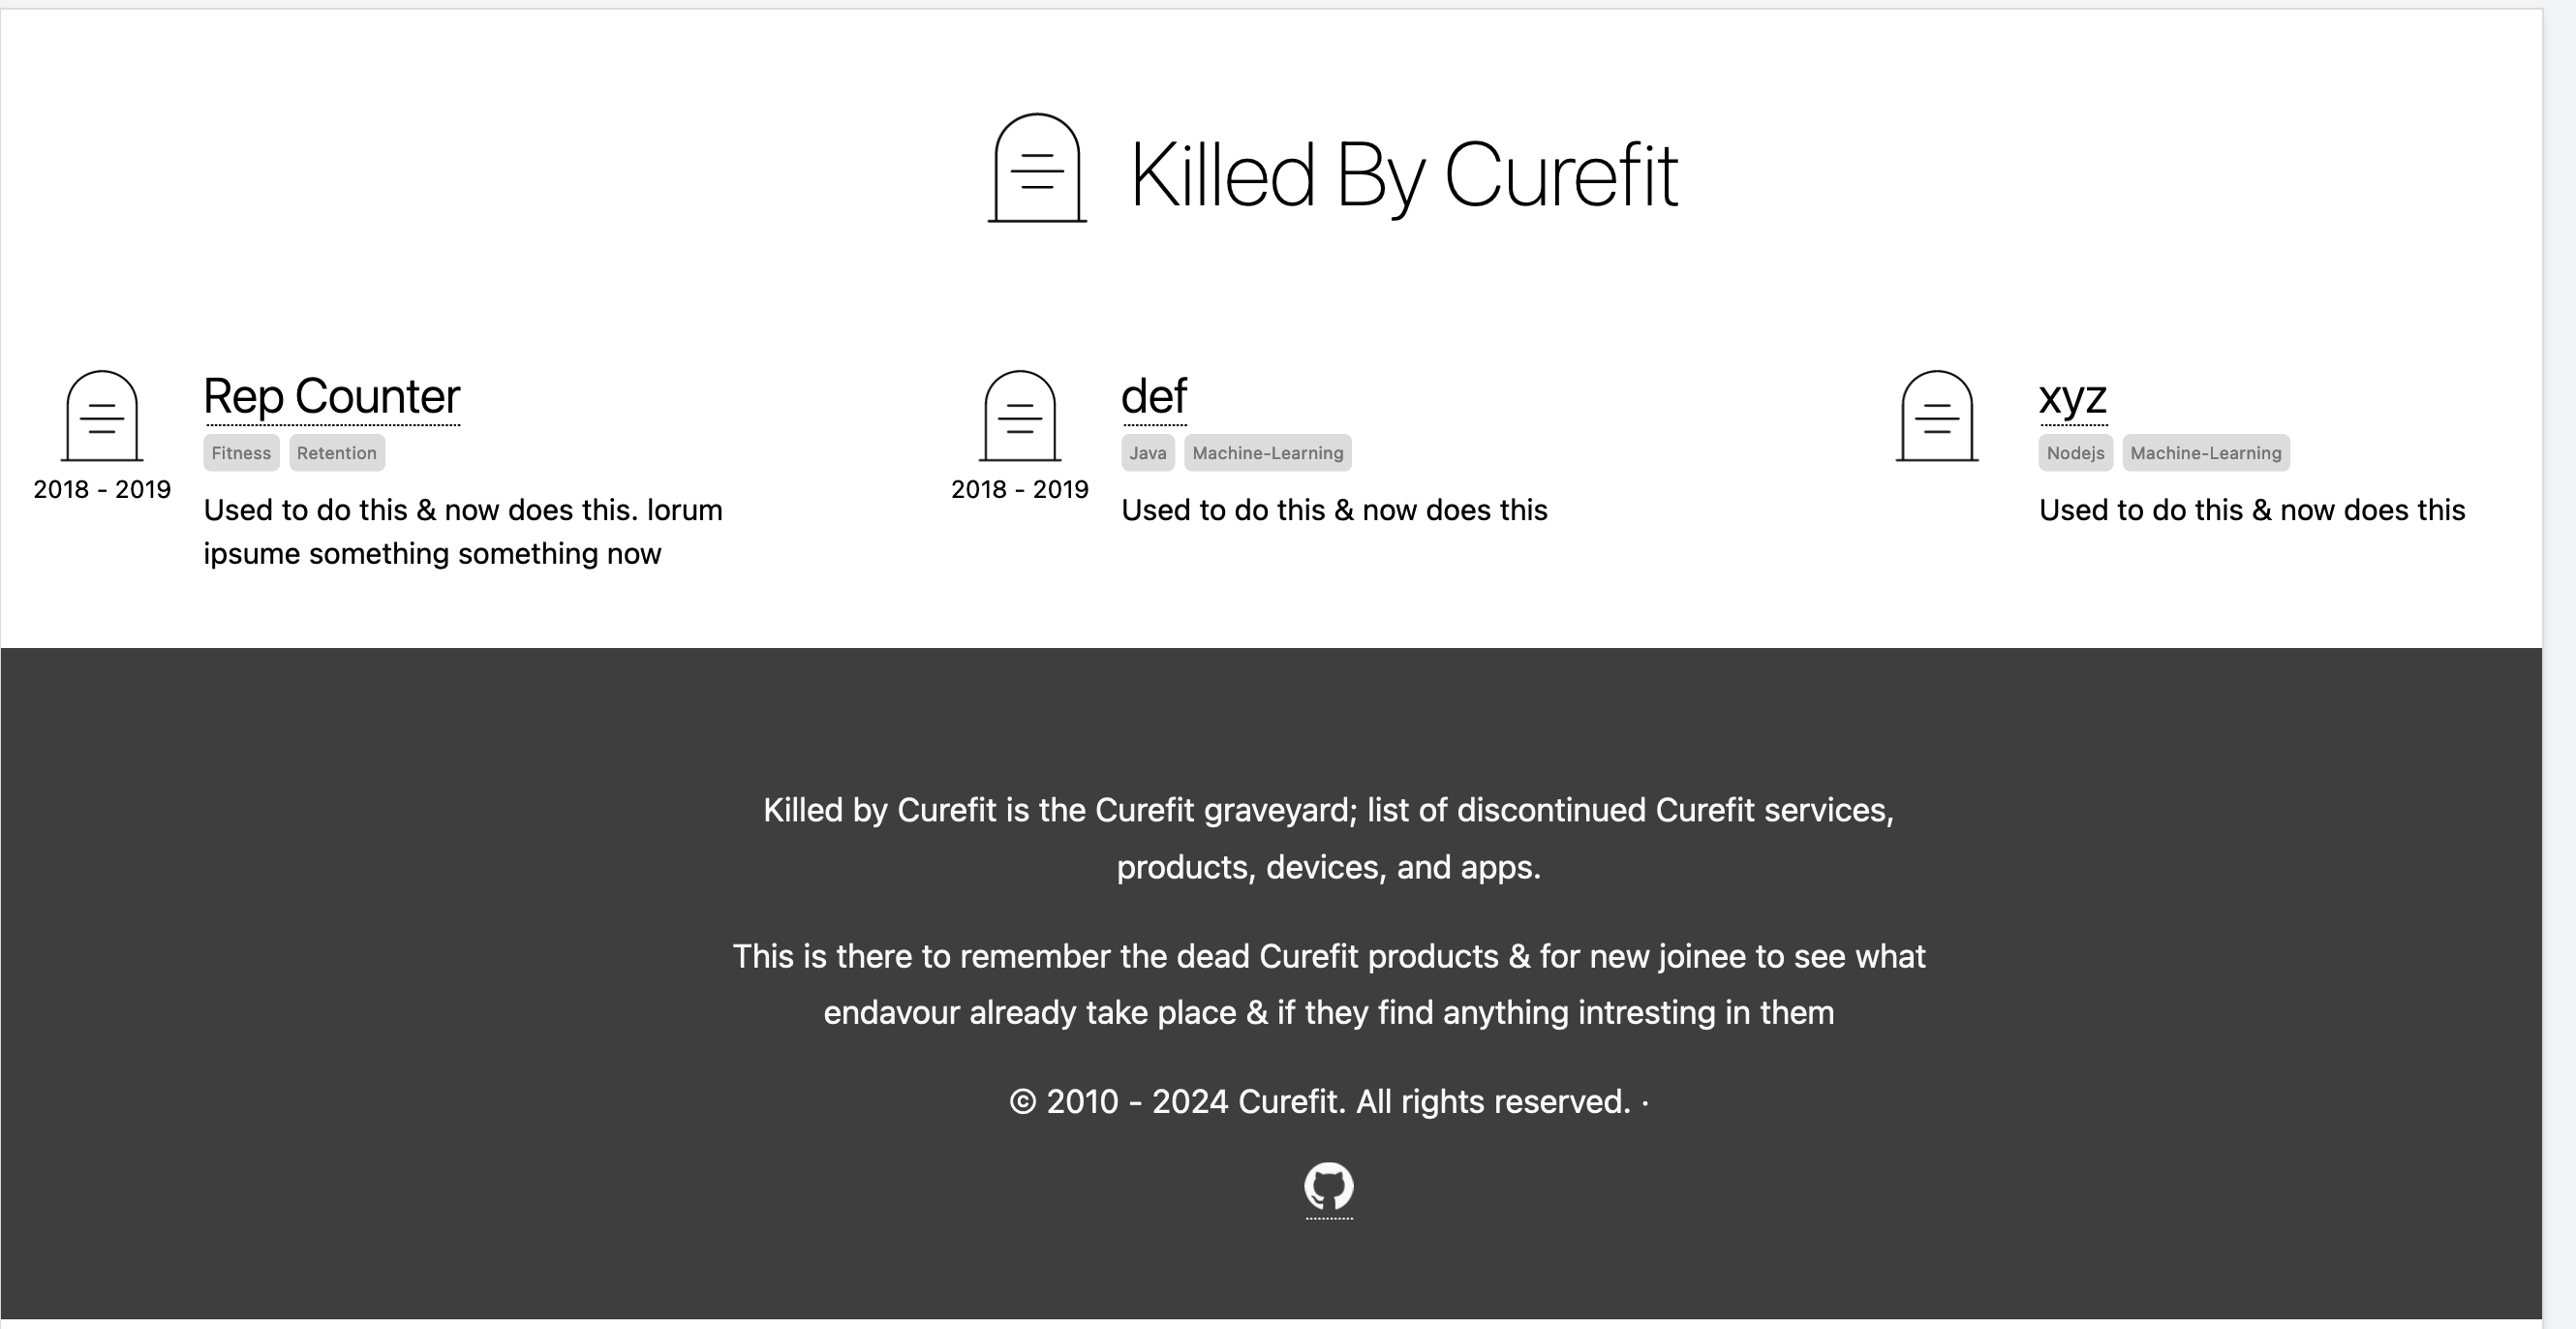 Killed By Curefit
Rep Counter
Fitness Retention
2018 - 2019
Used to do this & now does this. lorum
ipsume something something now
def
Java Machine-Learning
2018 - 2019
Used to do this & now does this
xyz
Nodejs Machine-Learning
Used to do this & now does this
Killed by Curefit is the Curefit graveyard; list of discontinued Curefit services,
products, devices, and apps.
This is there to remember the dead Curefit products & for new joinee to see what
endavour already take place & if they find anything intresting in them
© 2010 - 2024 Curefit. All rights reserved. ·